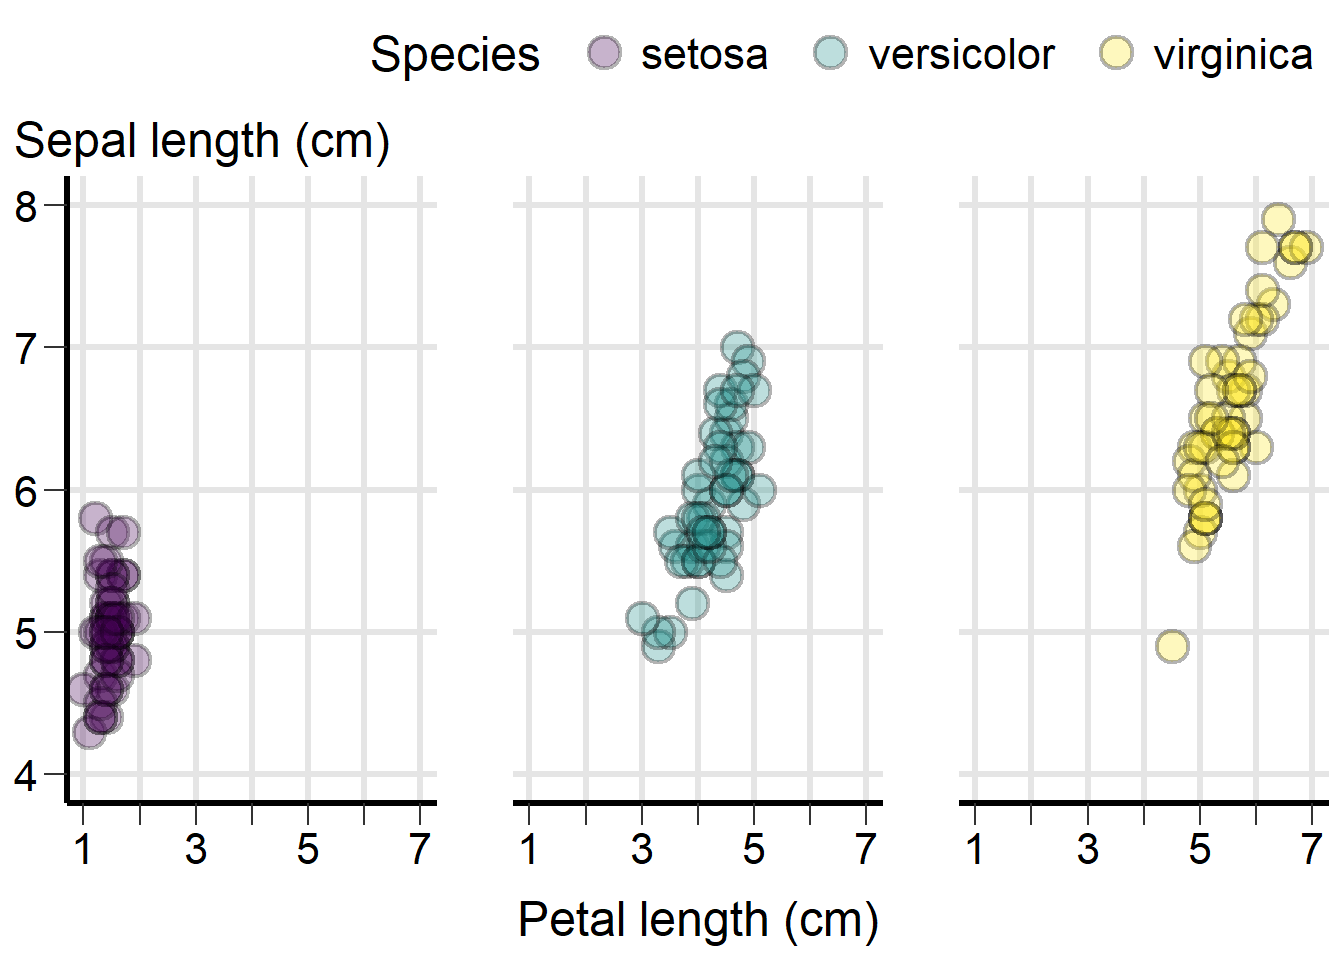 Species setosa versicolor virginica
Sepal length (cm)
8
7
6
5
4
1 3 5 7 1 3 5 7 1 3 5 7
Petal length (cm)